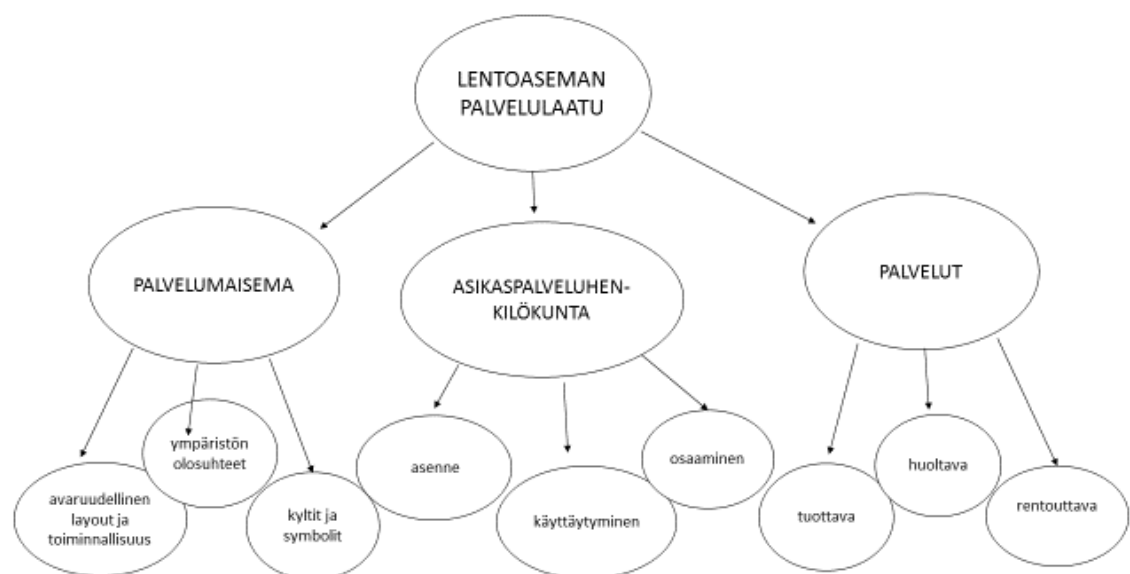 LENTOASEMAN
PALVELULAATU
PALVELUMAISEMA
ASIKASPALVELUHEN-
KILÖKUNTA
PALVELUT
avaruudellinen
layout ja
toiminnallisuus
ympäristön
olosuhteet
kyltit ja
symbolit
asenne
käyttäytyminen
osaaminen
tuottava
huoltava
rentouttava